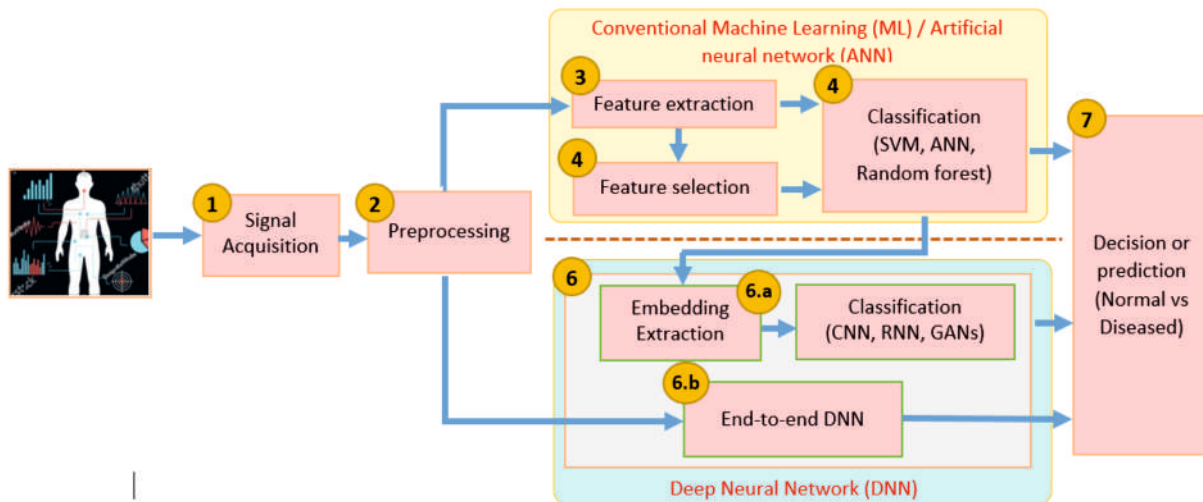 Conventional Machine Learning (ML) / Artificial
neural network (ANN)
3
Feature extraction
4
Feature selection
4
Classification
(SVM, ANN,
Random forest)
1
Signal
Acquisition
2
Preprocessing
6
Embedding
Extraction
6.a
Classification
(CNN, RNN, GANs)
6.b
End-to-end DNN
Deep Neural Network (DNN)
7
Decision or
prediction
(Normal vs
Diseased)